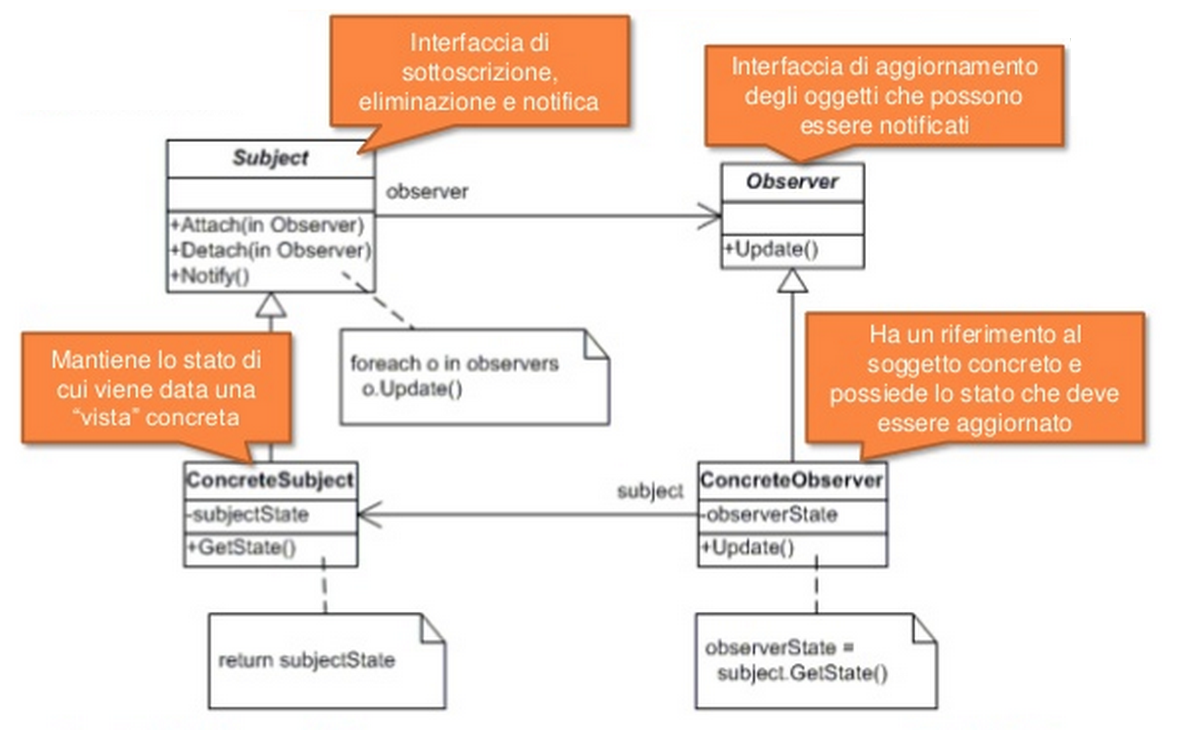 Interfaccia di
sottoscrizione,
eliminazione e notifica
Interfaccia di aggiornamento
degli oggetti che possono
essere notificati
Subject
+Attach(in Observer)
+Detach(in Observer)
+Notify()
observer
Observer
+Update()
foreach o in observers
o.Update()
Mantiene lo stato di
cui viene data una
“vista” concreta
Ha un riferimento al
soggetto concreto e
possiede lo stato che deve
essere aggiornato
ConcreteSubject
-subjectState
+GetState()
subject
ConcreteObserver
-observerState
+Update()
return subjectState
observerState =
subject.GetState()